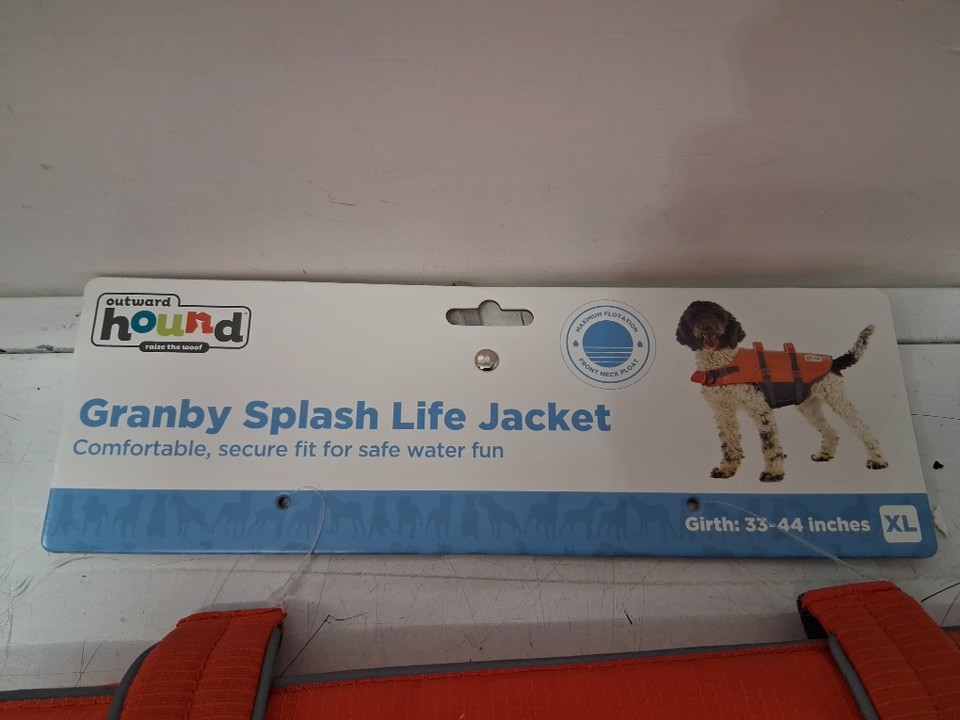 outward
hound
raise the woof
MAXIMUM FLOTATION
FRONT NECK FLOAT
Granby Splash Life Jacket
Comfortable, secure fit for safe water fun
Girth: 33-44 inches XL